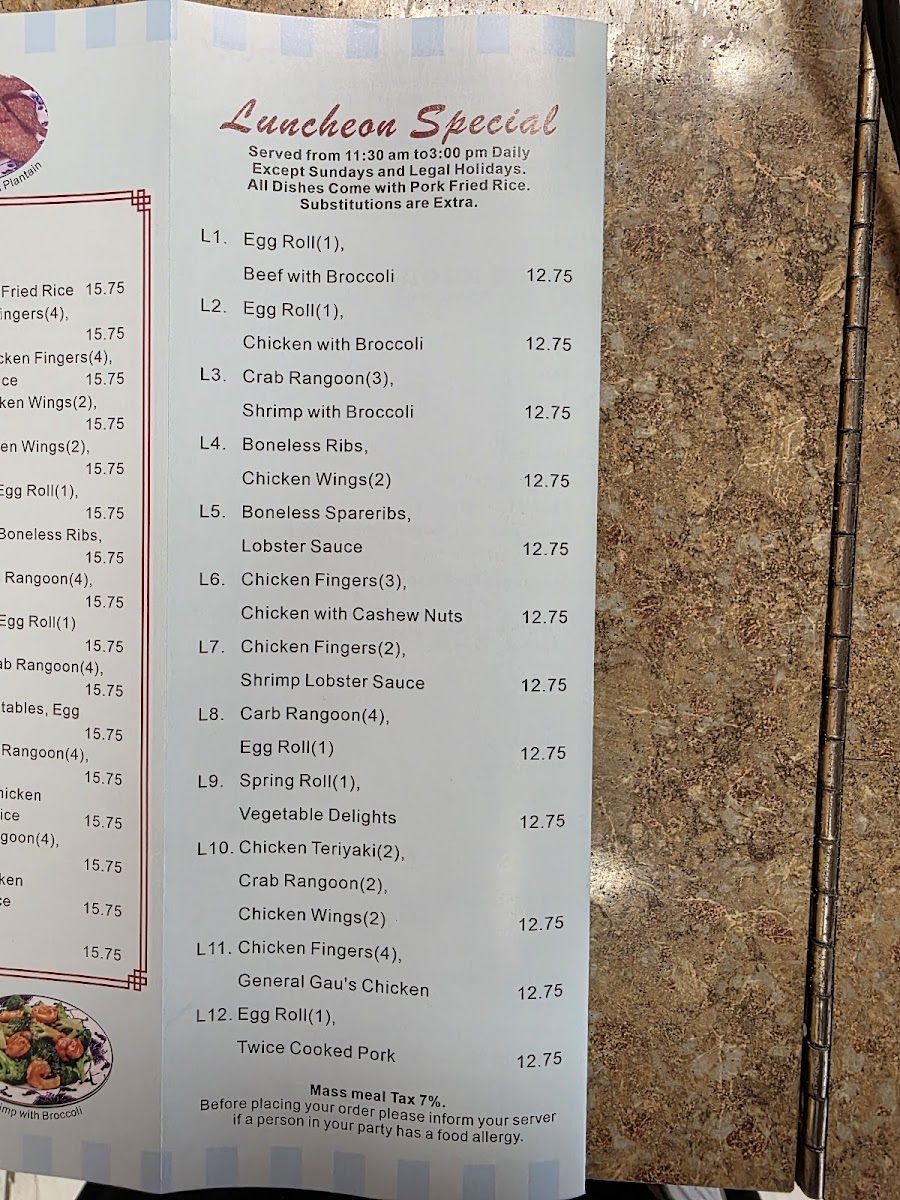 Plantain
Fried Rice 15.75
ingers(4),
15.75
cken Fingers(4),
ce 15.75
ken Wings(2),
15.75
en Wings(2),
15.75
Egg Roll(1),
15.75
Boneless Ribs,
15.75
Rangoon(4),
15.75
Egg Roll(1)
15.75
ab Rangoon(4),
15.75
tables, Egg
15.75
Rangoon(4),
15.75
hicken
ice 15.75
goon(4),
15.75
ken
ce 15.75
15.75
imp with Broccoli
Luncheon Special
Served from 11:30 am to3:00 pm Daily
Except Sundays and Legal Holidays.
All Dishes Come with Pork Fried Rice.
Substitutions are Extra.
L1. Egg Roll(1),
Beef with Broccoli 12.75
L2. Egg Roll(1),
Chicken with Broccoli 12.75
L3. Crab Rangoon(3),
Shrimp with Broccoli 12.75
L4. Boneless Ribs,
Chicken Wings(2) 12.75
L5. Boneless Spareribs,
Lobster Sauce 12.75
L6. Chicken Fingers(3),
Chicken with Cashew Nuts 12.75
L7. Chicken Fingers(2),
Shrimp Lobster Sauce 12.75
L8. Carb Rangoon(4),
Egg Roll(1) 12.75
L9. Spring Roll(1),
Vegetable Delights 12.75
L10. Chicken Teriyaki(2),
Crab Rangoon(2),
Chicken Wings(2) 12.75
L11. Chicken Fingers(4),
General Gau's Chicken 12.75
L12. Egg Roll(1),
Twice Cooked Pork 12.75
Mass meal Tax 7%.
Before placing your order please inform your server
if a person in your party has a food allergy.